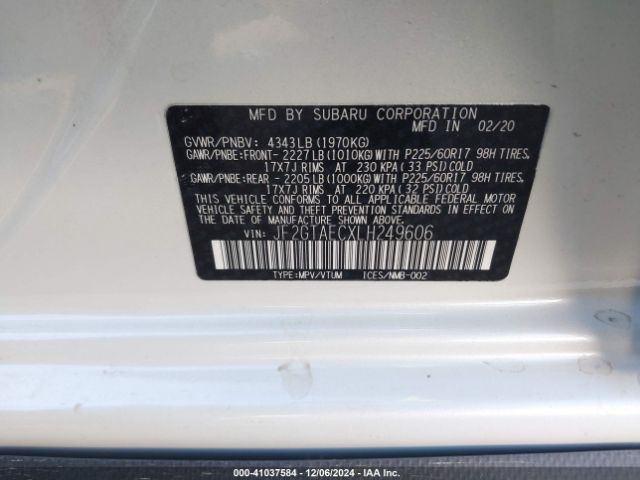 MFD BY SUBARU CORPORATION
MFD IN 02/20
GVWR/PNBV: 4343LB (1970KG)
GAWR/PNBE:FRONT- 2227LB (1010KG)WITH P225/60R17 98H TIRES,
17X7J RIMS AT 230 KPA (33 PSI) COLD
GAWR/PNBE:REAR - 2205LB (1000KG)WITH P225/60R17 98H TIRES,
17X7J RIMS AT 220 KPA (32 PSI) COLD
THIS VEHICLE CONFORMS TO ALL APPLICABLE FEDERAL MOTOR
VEHICLE SAFETY, BUMPER, AND THEFT PREVENTION STANDARDS
IN EFFECT ON THE DATE OF MANUFACTURE SHOWN ABOVE.
VIN: JF2GTAECXLH249606
TYPE:MPV/VTUM ICES/NMB-002
© IAA - 41037584 - 12/06/2024 - WWW.IAAI.COM